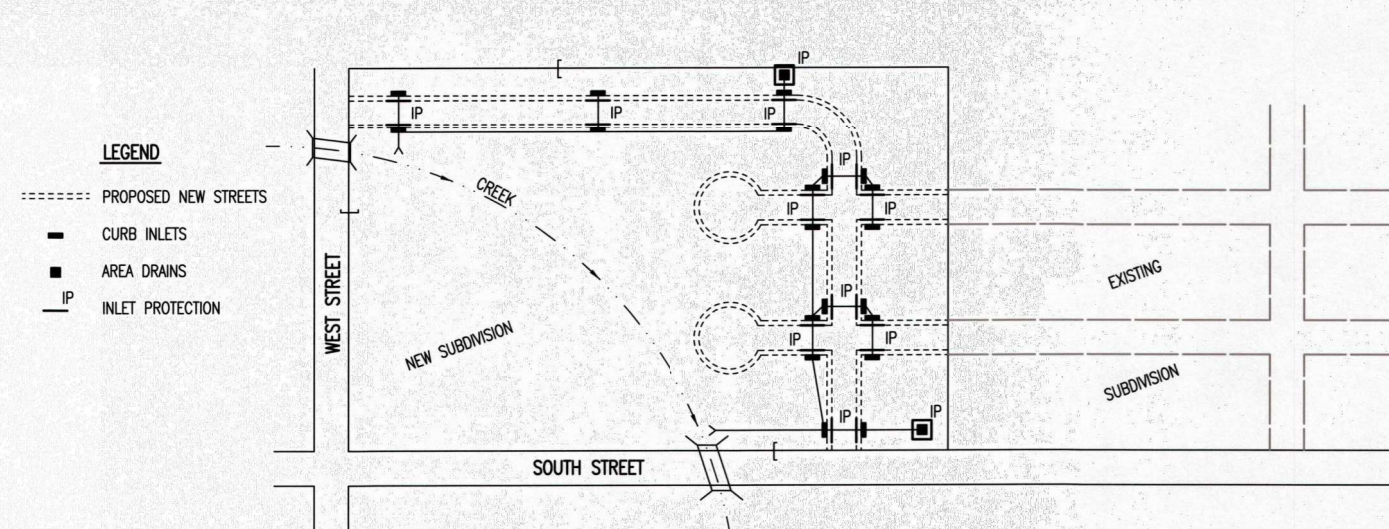 LEGEND
PROPOSED NEW STREETS
CURB INLETS
AREA DRAINS
IP
INLET PROTECTION
WEST STREET
SOUTH STREET
CREEK
NEW SUBDIVISION
EXISTING
SUBDIVISION
IP
IP
IP
IP
IP
IP
IP
IP
IP
IP
IP
IP